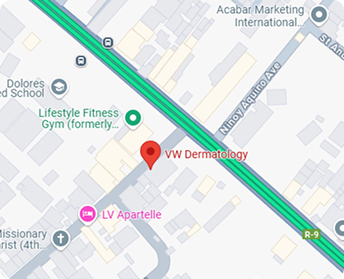 Acabar Marketing
International...
St An
Dolores
ed School
Lifestyle Fitness
Gym (formerly...
Ninoy Aquino Ave
VW Dermatology
LV Apartelle
R-9
Missionary
rist (4th...